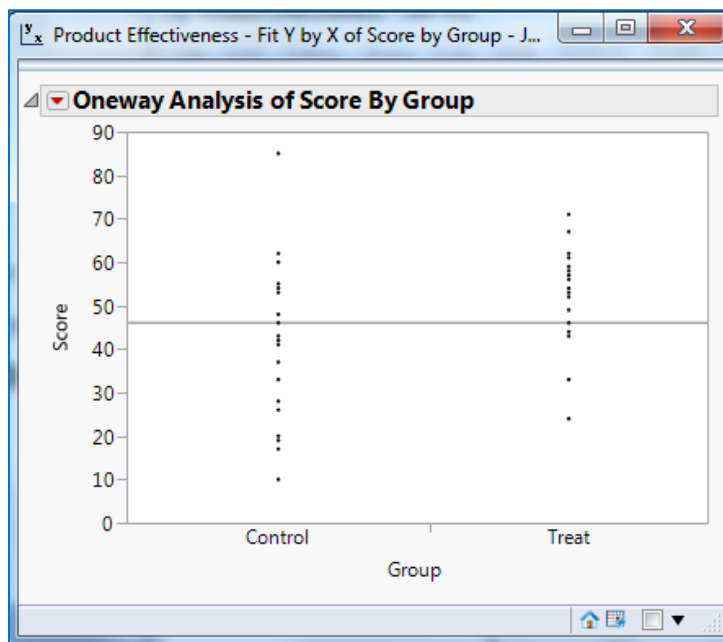 Product Effectiveness - Fit Y by X of Score by Group - J...
Oneway Analysis of Score By Group
90
80
70
60
50
40
30
20
10
0
Score
Control Treat
Group